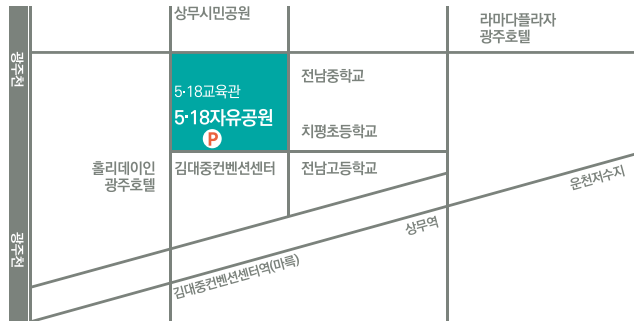 상무시민공원
라마다플라자
광주호텔
광주천
5·18교육관
5·18자유공원
P
전남중학교
치평초등학교
홀리데이인
광주호텔
김대중컨벤션센터
전남고등학교
운천저수지
상무역
광주천
김대중컨벤션센터역(마륵)